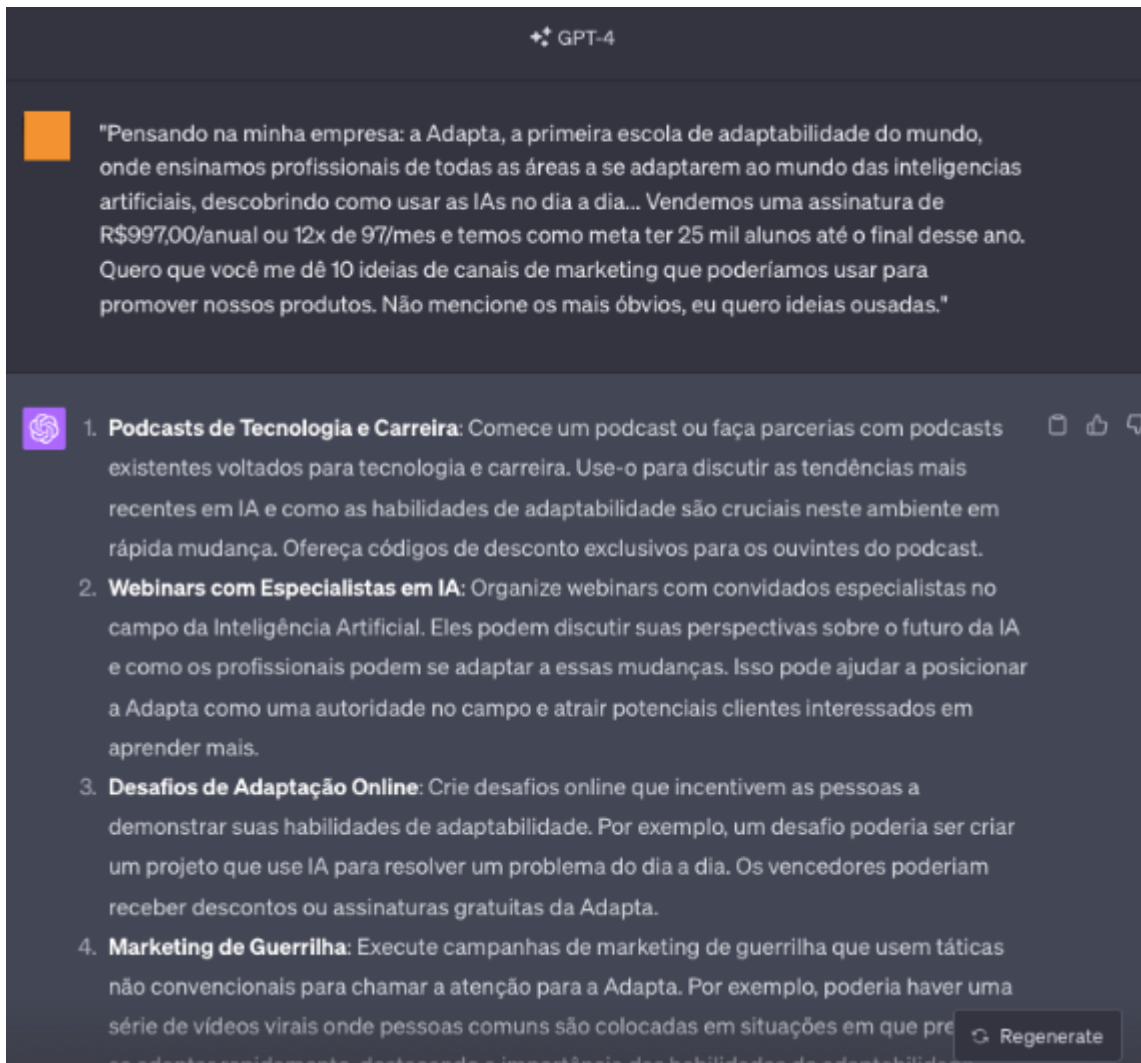 GPT-4
"Pensando na minha empresa: a Adapta, a primeira escola de adaptabilidade do mundo,
onde ensinamos profissionais de todas as áreas a se adaptarem ao mundo das inteligencias
artificiais, descobrindo como usar as IAs no dia a dia... Vendemos uma assinatura de
R$997,00/anual ou 12x de 97/mes e temos como meta ter 25 mil alunos até o final desse ano.
Quero que você me dê 10 ideias de canais de marketing que poderíamos usar para
promover nossos produtos. Não mencione os mais óbvios, eu quero ideias ousadas."
1. Podcasts de Tecnologia e Carreira: Comece um podcast ou faça parcerias com podcasts
existentes voltados para tecnologia e carreira. Use-o para discutir as tendências mais
recentes em IA e como as habilidades de adaptabilidade são cruciais neste ambiente em
rápida mudança. Ofereça códigos de desconto exclusivos para os ouvintes do podcast.
2. Webinars com Especialistas em IA: Organize webinars com convidados especialistas no
campo da Inteligência Artificial. Eles podem discutir suas perspectivas sobre o futuro da IA
e como os profissionais podem se adaptar a essas mudanças. Isso pode ajudar a posicionar
a Adapta como uma autoridade no campo e atrair potenciais clientes interessados em
aprender mais.
3. Desafios de Adaptação Online: Crie desafios online que incentivem as pessoas a
demonstrar suas habilidades de adaptabilidade. Por exemplo, um desafio poderia ser criar
um projeto que use IA para resolver um problema do dia a dia. Os vencedores poderiam
receber descontos ou assinaturas gratuitas da Adapta.
4. Marketing de Guerrilha: Execute campanhas de marketing de guerrilha que usem táticas
não convencionais para chamar a atenção para a Adapta. Por exemplo, poderia haver uma
série de vídeos virais onde pessoas comuns são colocadas em situações em que pre
Regenerate